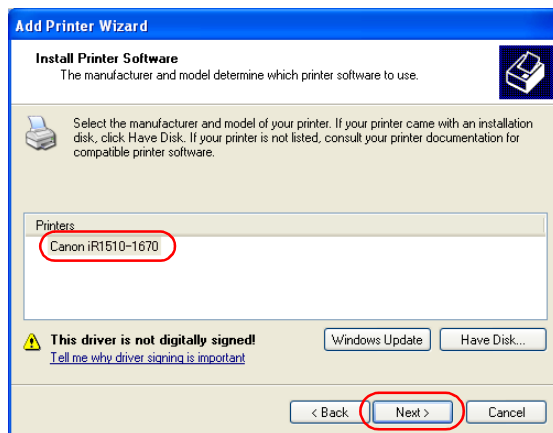 Add Printer Wizard
Install Printer Software
The manufacturer and model determine which printer software to use.
Select the manufacturer and model of your printer. If your printer came with an installation
disk, click Have Disk. If your printer is not listed, consult your printer documentation for
compatible printer software.
Printers
Canon iR1510-1670
This driver is not digitally signed!
Tell me why driver signing is important
Windows Update
Have Disk...
< Back
Next >
Cancel